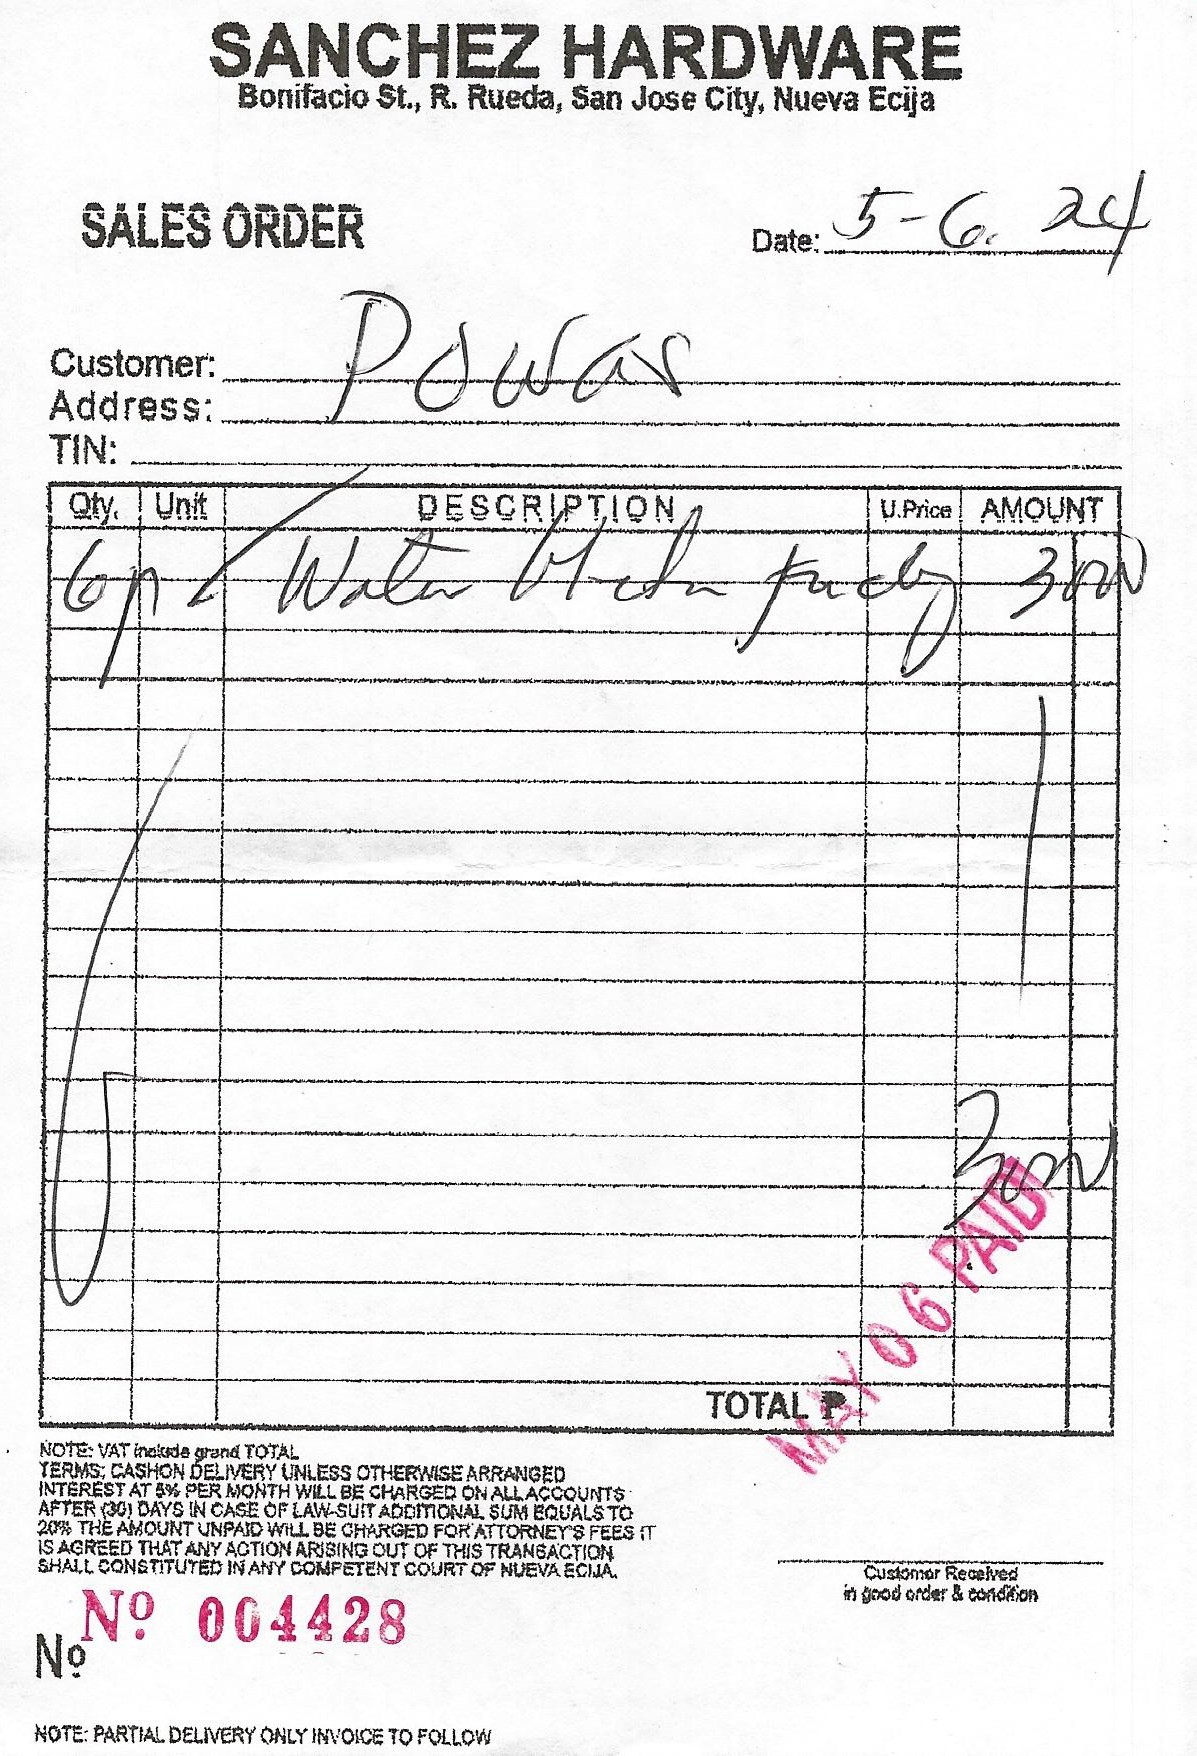 SANCHEZ HARDWARE
Bonifacio St., R. Rueda, San Jose City, Nueva Ecija
SALES ORDER
Date: 5-6. 24
Customer: Powas
Address:
TIN:
Qty. Unit DESCRIPTION U.Price AMOUNT
6 Water
MAY 06 PAID
TOTAL ₱
NOTE: VAT include grand TOTAL
TERMS: CASHON DELIVERY UNLESS OTHERWISE ARRANGED
INTEREST AT 5% PER MONTH WILL BE CHARGED ON ALL ACCOUNTS
AFTER (30) DAYS IN CASE OF LAW-SUIT ADDITIONAL SUM EQUALS TO
20% THE AMOUNT UNPAID WILL BE CHARGED FOR ATTORNEY'S FEES IT
IS AGREED THAT ANY ACTION ARISING OUT OF THIS TRANSACTION
SHALL CONSTITUTED IN ANY COMPETENT COURT OF NUEVA ECIJA.
Customer Received
in good order & condition
Nº 004428
Nº
NOTE: PARTIAL DELIVERY ONLY INVOICE TO FOLLOW